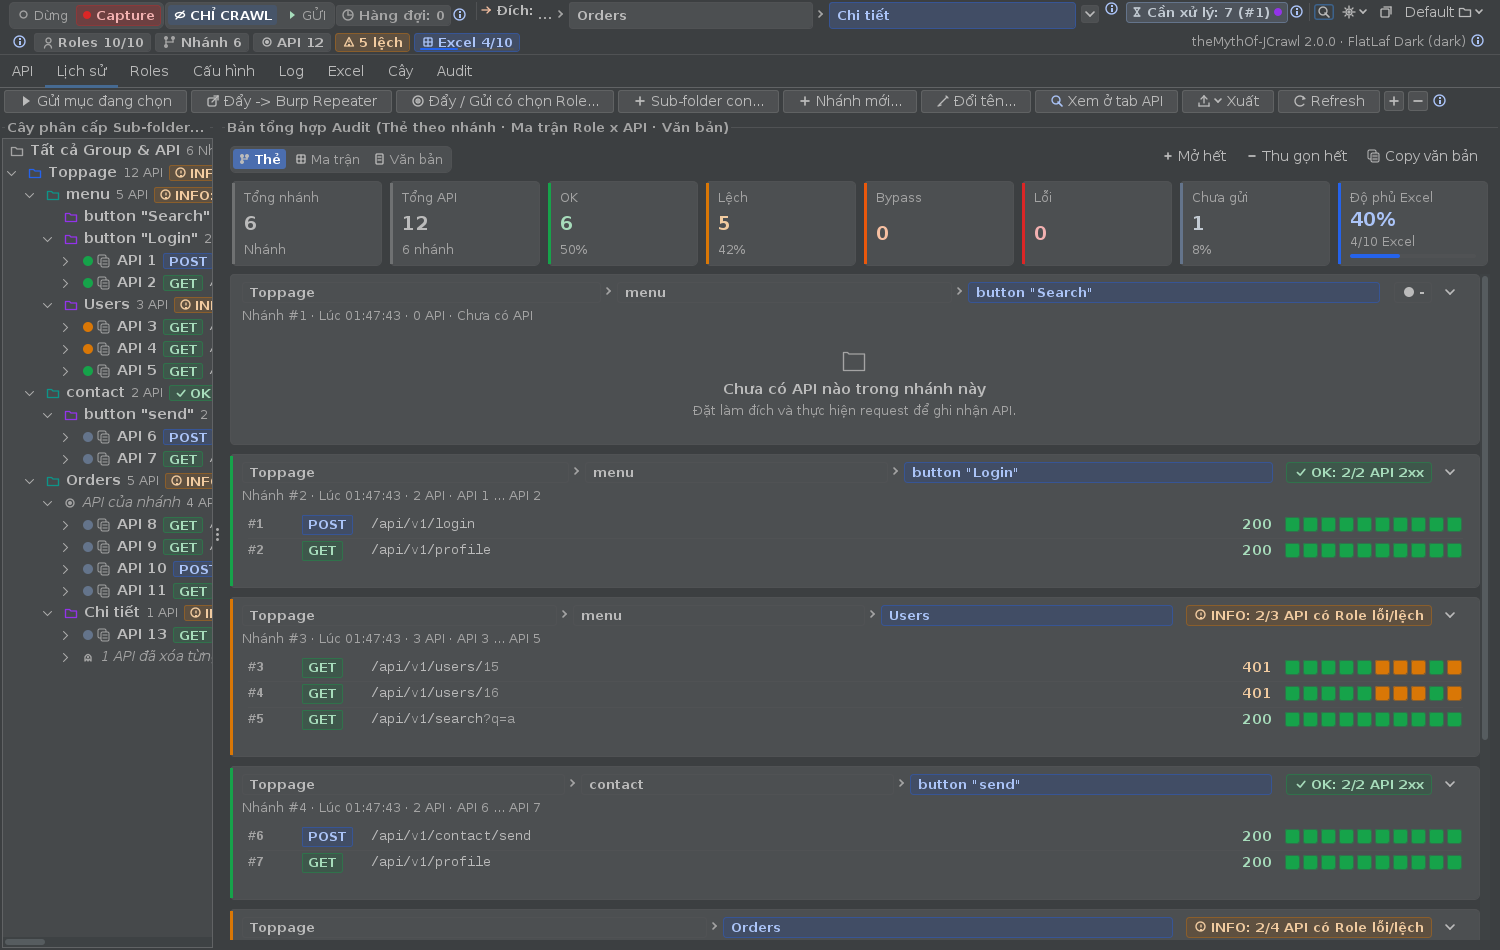 Dừng Capture CHỈ CRAWL GỬI Hàng đợi: 0 Đích: ... Orders Chi tiết Cần xử lý: 7 (#1) Default
Roles 10/10 Nhánh 6 API 12 5 lệch Excel 4/10 theMythOf-JCrawl 2.0.0 · FlatLaf Dark (dark)
API Lịch sử Roles Cấu hình Log Excel Cây Audit
Gửi mục đang chọn Đẩy -> Burp Repeater Đẩy / Gửi có chọn Role... Sub-folder con... Nhánh mới... Đổi tên... Xem ở tab API Xuất Refresh
Cây phân cấp Sub-folder...
Tất cả Group & API 6 Nh
Toppage 12 API INF
menu 5 API INFO:
button "Search"
button "Login" 2
API 1 POST
API 2 GET
Users 3 API INI
API 3 GET
API 4 GET
API 5 GET
contact 2 API OK
button "send" 2
API 6 POST
API 7 GET
Orders 5 API INF
API của nhánh 4 AP
API 8 GET
API 9 GET
API 10 POST
API 11 GET
Chi tiết 1 API
API 13 GET
1 API đã xóa từn
Bản tổng hợp Audit (Thẻ theo nhánh · Ma trận Role x API · Văn bản)
Thẻ Ma trận Văn bản Mở hết Thu gọn hết Copy văn bản
Tổng nhánh
6
Nhánh
Tổng API
12
6 nhánh
OK
6
50%
Lệch
5
42%
Bypass
0
Lỗi
0
Chưa gửi
1
8%
Độ phủ Excel
40%
4/10 Excel
Toppage menu button "Search" -
Nhánh #1 · Lúc 01:47:43 · 0 API · Chưa có API
Chưa có API nào trong nhánh này
Đặt làm đích và thực hiện request để ghi nhận API.
Toppage menu button "Login" OK: 2/2 API 2xx
Nhánh #2 · Lúc 01:47:43 · 2 API · API 1 ... API 2
#1 POST /api/v1/login 200
#2 GET /api/v1/profile 200
Toppage menu Users INFO: 2/3 API có Role lỗi/lệch
Nhánh #3 · Lúc 01:47:43 · 3 API · API 3 ... API 5
#3 GET /api/v1/users/15 401
#4 GET /api/v1/users/16 401
#5 GET /api/v1/search?q=a 200
Toppage contact button "send" OK: 2/2 API 2xx
Nhánh #4 · Lúc 01:47:43 · 2 API · API 6 ... API 7
#6 POST /api/v1/contact/send 200
#7 GET /api/v1/profile 200
Toppage Orders INFO: 2/4 API có Role lỗi/lệch